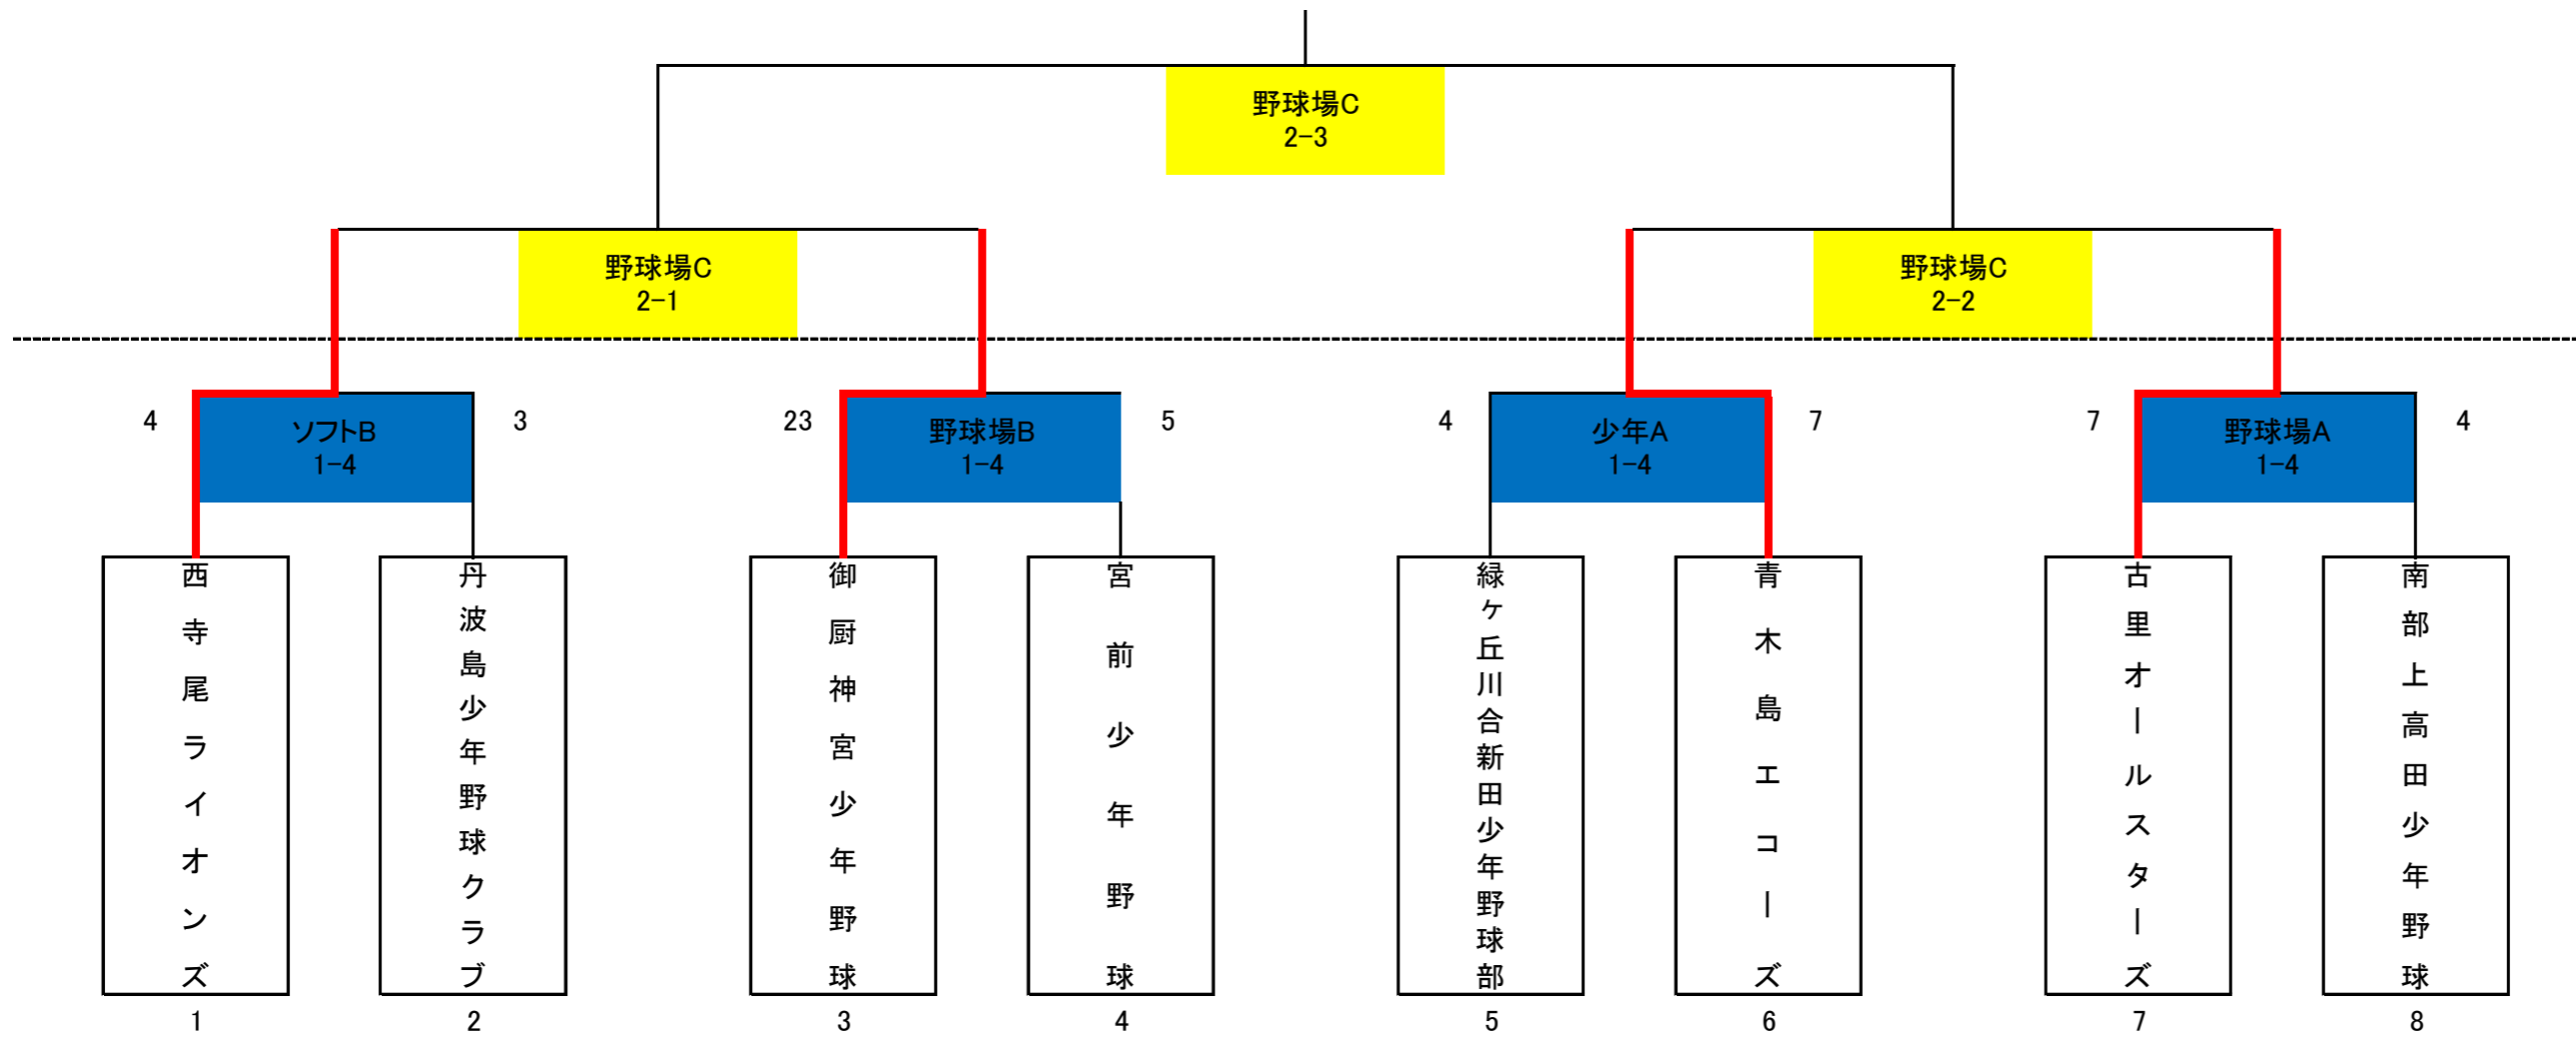 野球場C
2-3
野球場C
2-1
野球場C
2-2
4
ソフトB
1-4
3
23
野球場B
1-4
5
4
少年A
1-4
7
7
野球場A
1-4
4
西寺尾ライオンズ
丹波島少年野球クラブ
御厨神宮少年野球
宮前少年野球
緑ヶ丘川合新田少年野球部
青木島エコーズ
古里オールスターズ
南部上高田少年野球
1
2
3
4
5
6
7
8